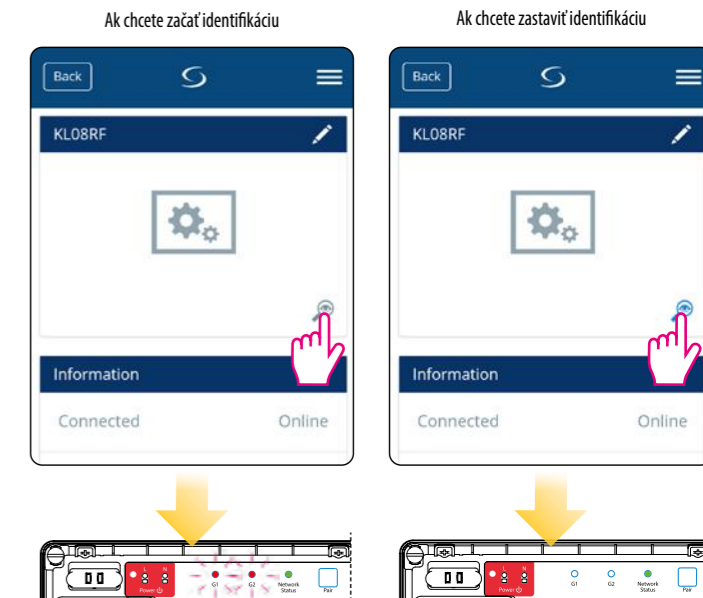 Ak chcete začať identifikáciu
Back
KL08RF
Information
Connected Online
L N
Power
G1 G2 Network Status Pair
Ak chcete zastaviť identifikáciu
Back
KL08RF
Information
Connected Online
L N
Power
G1 G2 Network Status Pair